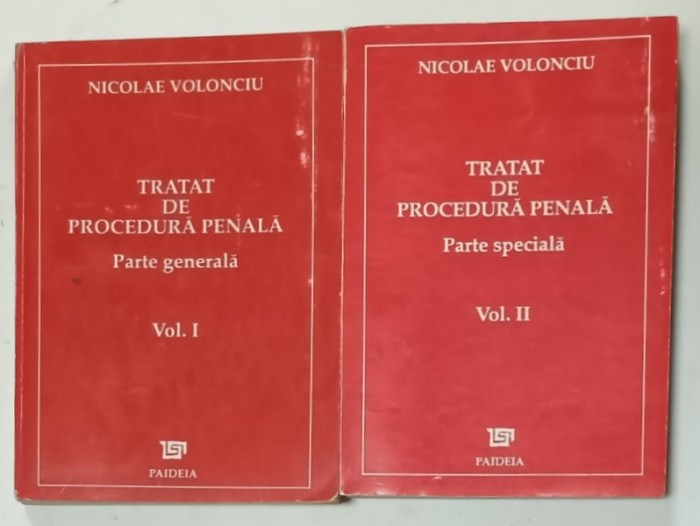 NICOLAE VOLONCIU
TRATAT
DE
PROCEDURĂ PENALĂ
Parte generală
Vol. I
PAIDEIA
NICOLAE VOLONCIU
TRATAT
DE
PROCEDURĂ PENALĂ
Parte specială
Vol. II
PAIDEIA